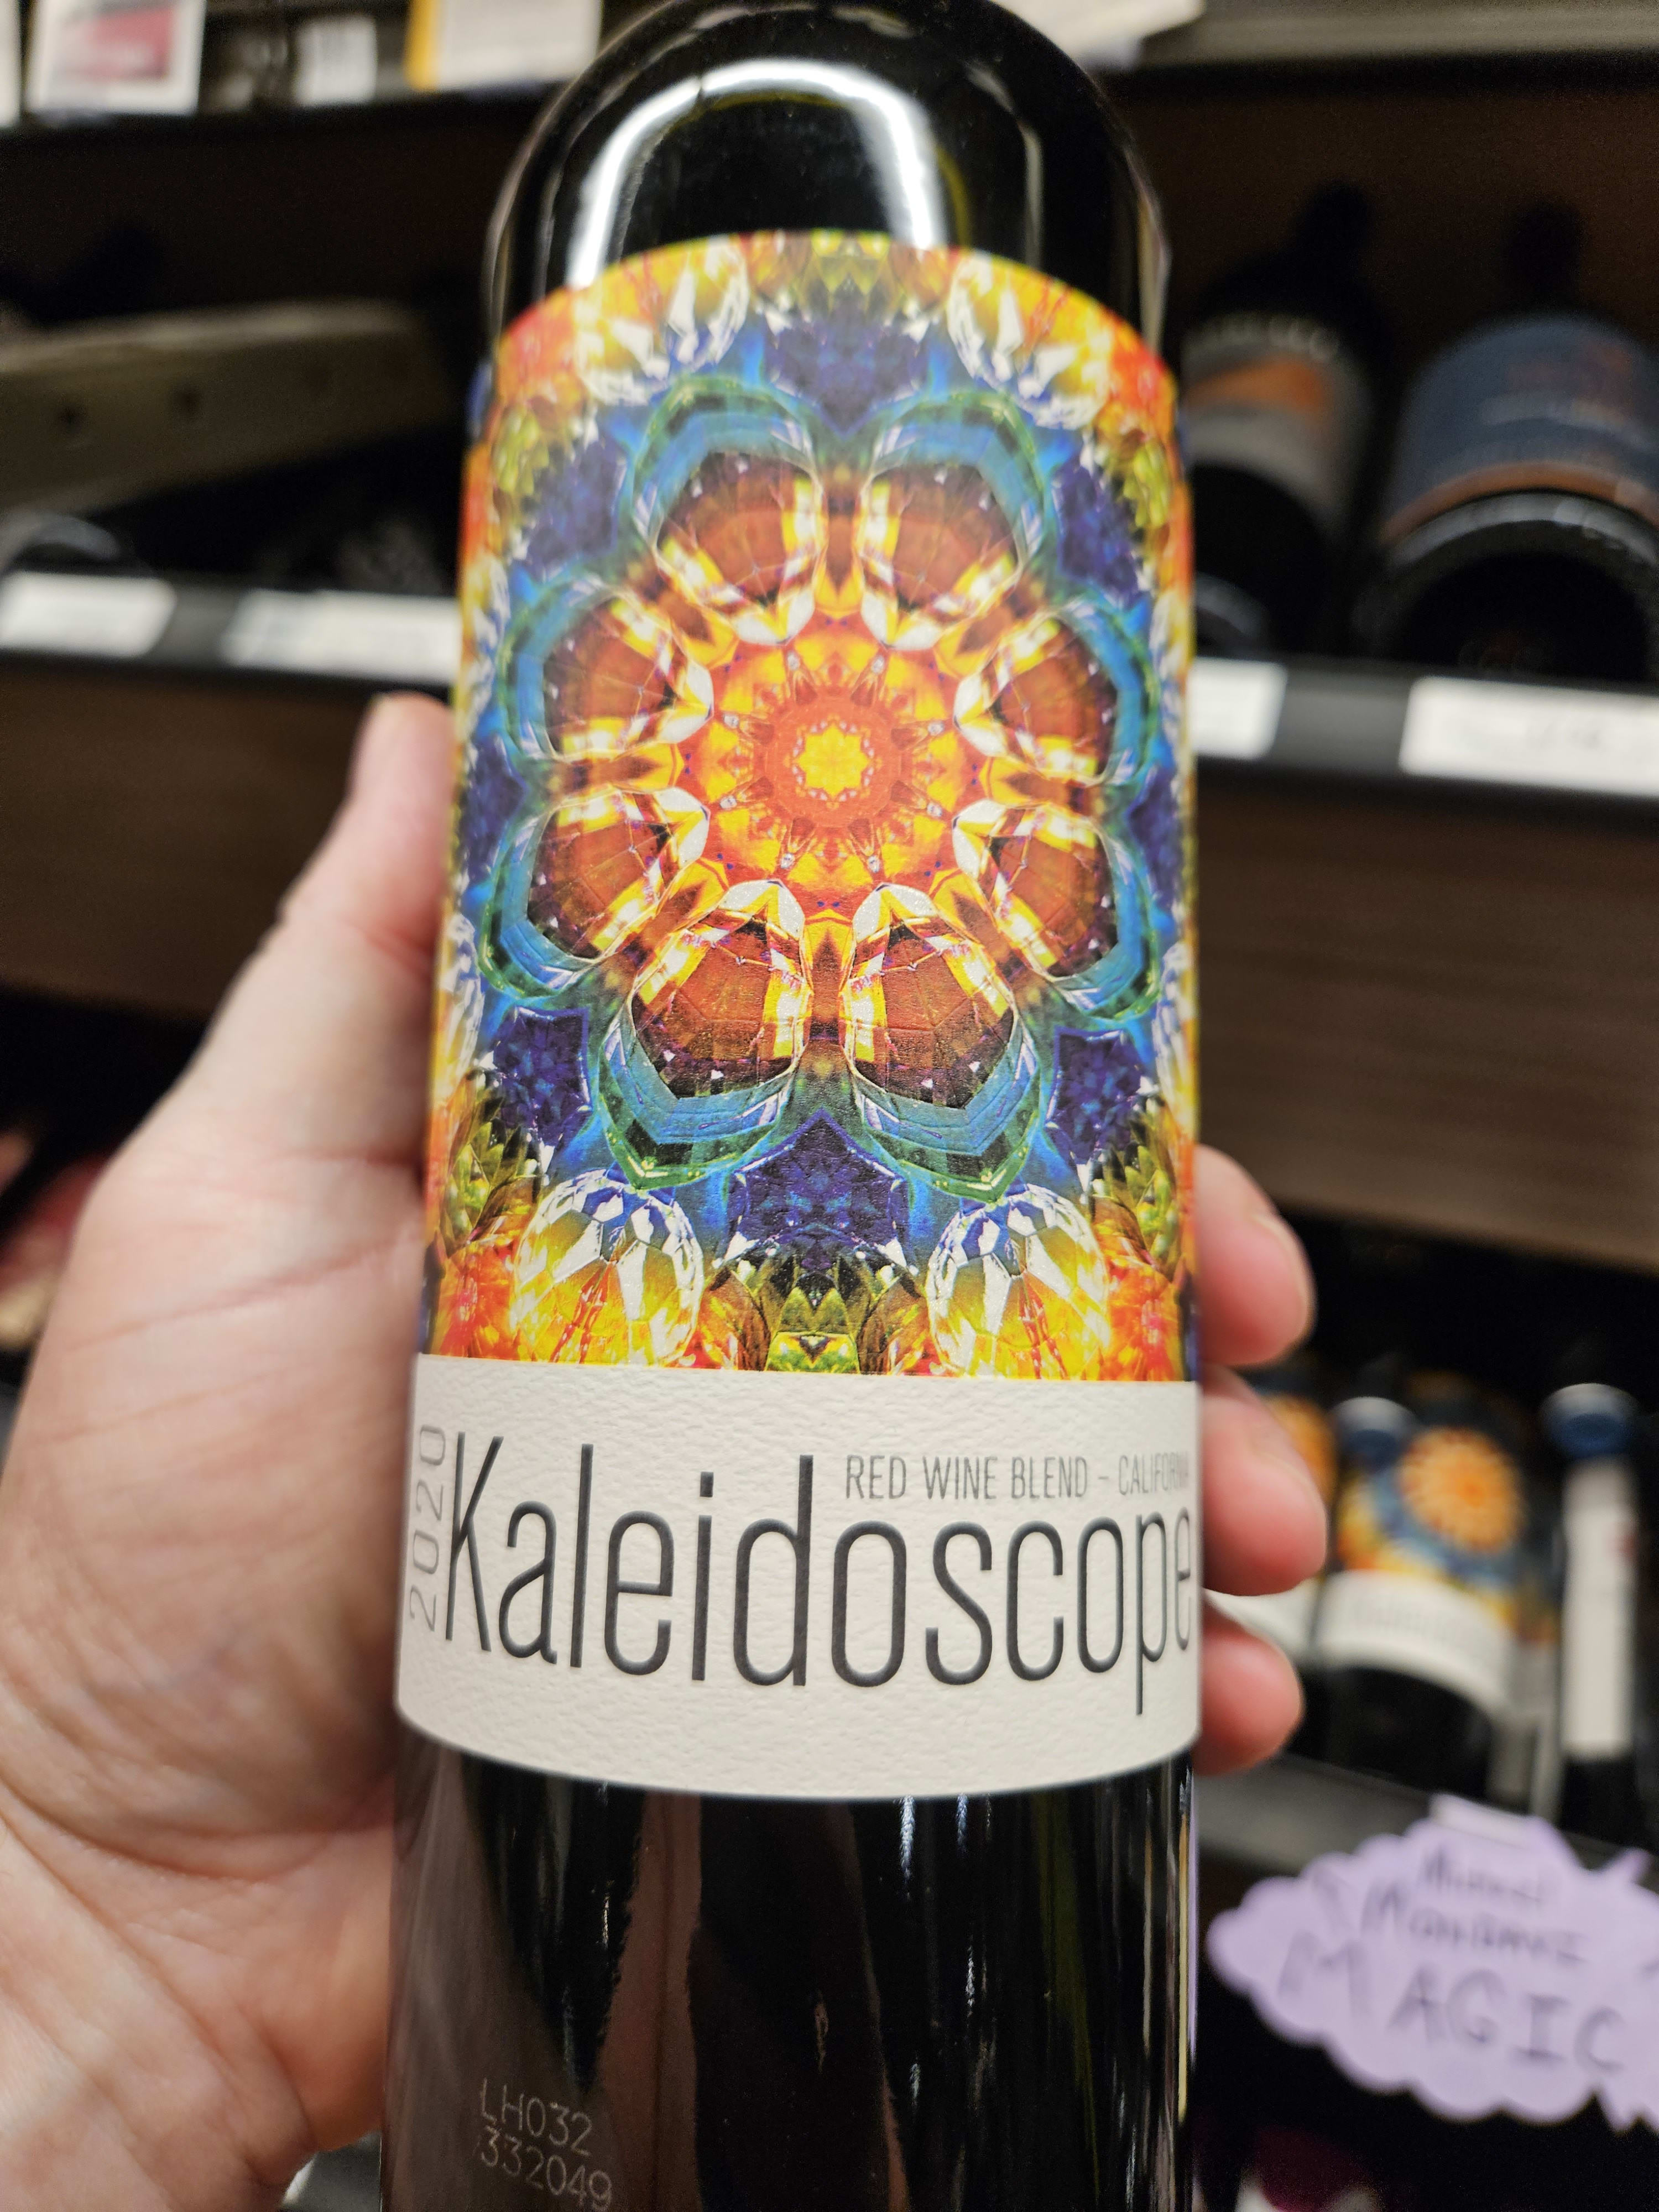 2020
RED WINE BLEND – CALIFORNIA
Kaleidoscope
MAGIC
LH032
332049